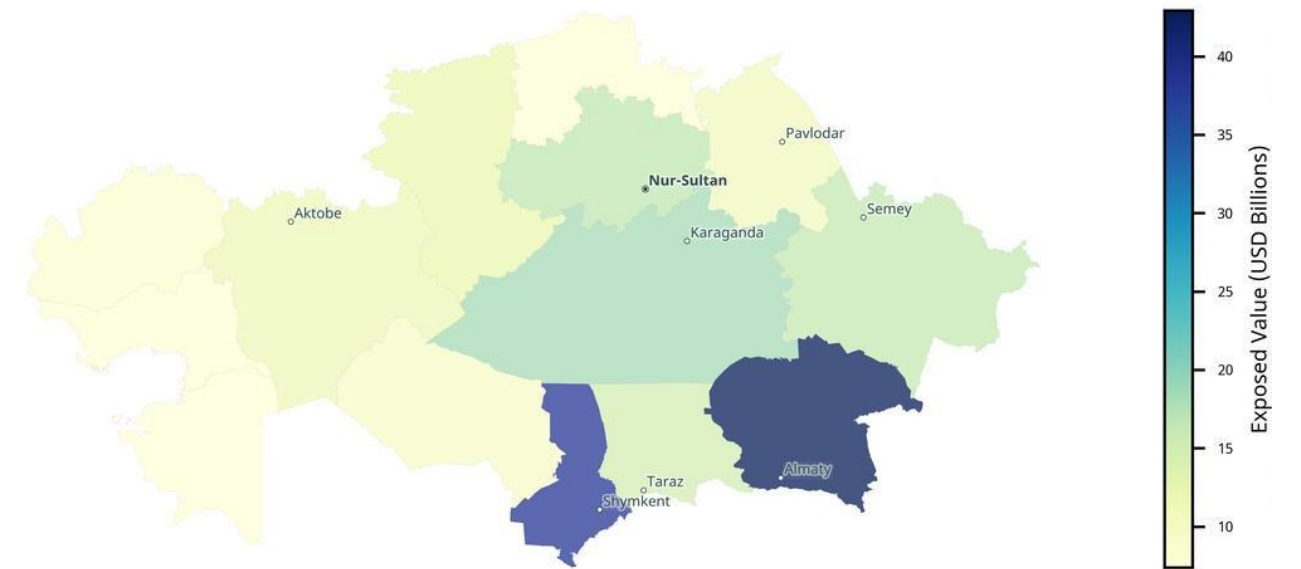 Pavlodar
Nur-Sultan
Aktobe
Semey
Karaganda
Almaty
Taraz
Shymkent
40
35
30
25
20
15
10
Exposed Value (USD Billions)